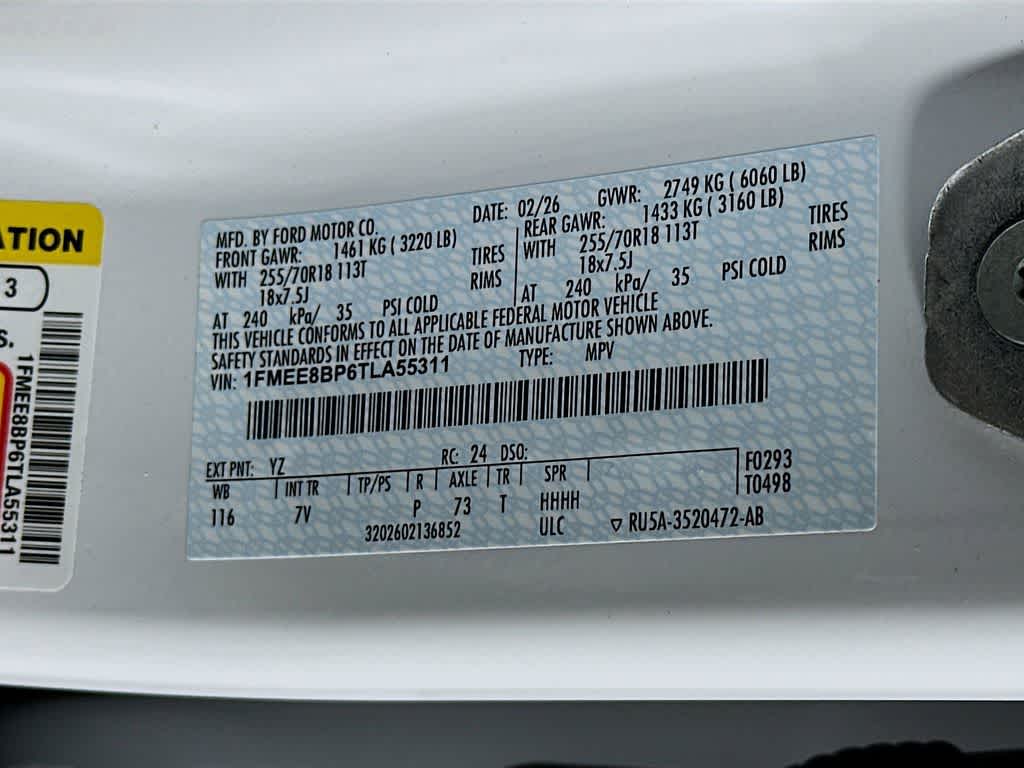 ATION
3
S.
1FMEE8BP6TLA55311
MFD. BY FORD MOTOR CO.
DATE: 02/26 GVWR: 2749 KG ( 6060 LB)
FRONT GAWR: 1461 KG ( 3220 LB)
WITH 255/70R18 113T TIRES
18x7.5J RIMS
AT 240 kPa/ 35 PSI COLD
REAR GAWR: 1433 KG ( 3160 LB)
WITH 255/70R18 113T TIRES
18x7.5J RIMS
AT 240 kPa/ 35 PSI COLD
THIS VEHICLE CONFORMS TO ALL APPLICABLE FEDERAL MOTOR VEHICLE
SAFETY STANDARDS IN EFFECT ON THE DATE OF MANUFACTURE SHOWN ABOVE.
VIN: 1FMEE8BP6TLA55311 TYPE: MPV
EXT PNT: YZ RC: 24 DSO:
WB INT TR TP/PS R AXLE TR SPR
116 7V P 73 T HHHH
F0293
T0498
3202602136852 ULC ▽ RU5A-3520472-AB